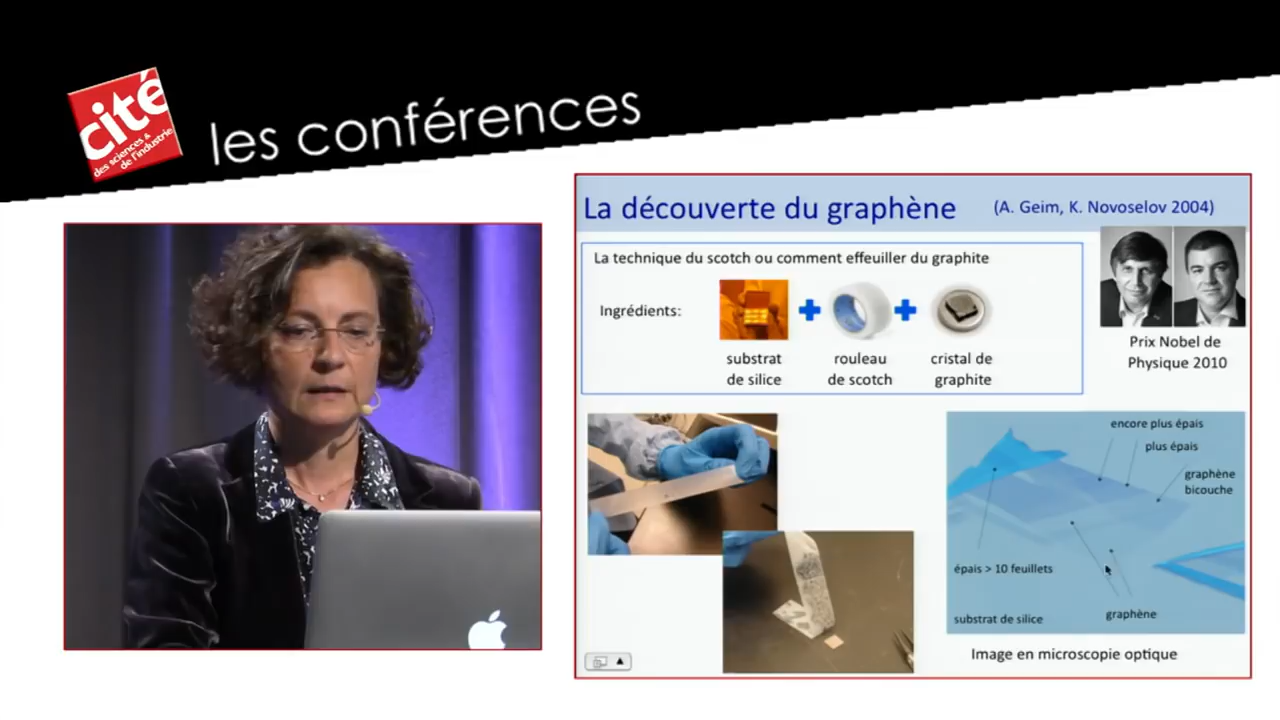 cité
des sciences &
de l'industrie
les conférences
La découverte du graphène (A. Geim, K. Novoselov 2004)
La technique du scotch ou comment effeuiller du graphite
Ingrédients:
substrat
de silice
rouleau
de scotch
cristal de
graphite
Prix Nobel de
Physique 2010
encore plus épais
plus épais
graphène
bicouche
épais > 10 feuillets
graphène
substrat de silice
Image en microscopie optique